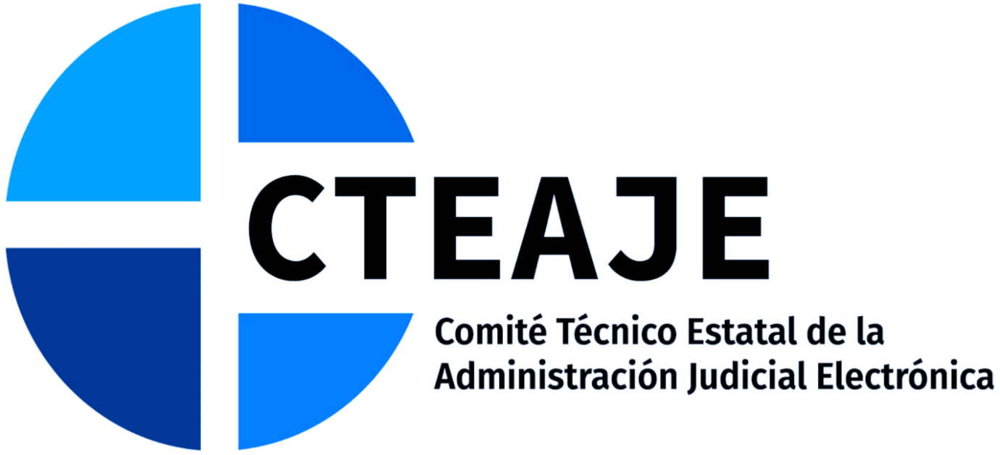 CTEAJE
Comité Técnico Estatal de la
Administración Judicial Electrónica